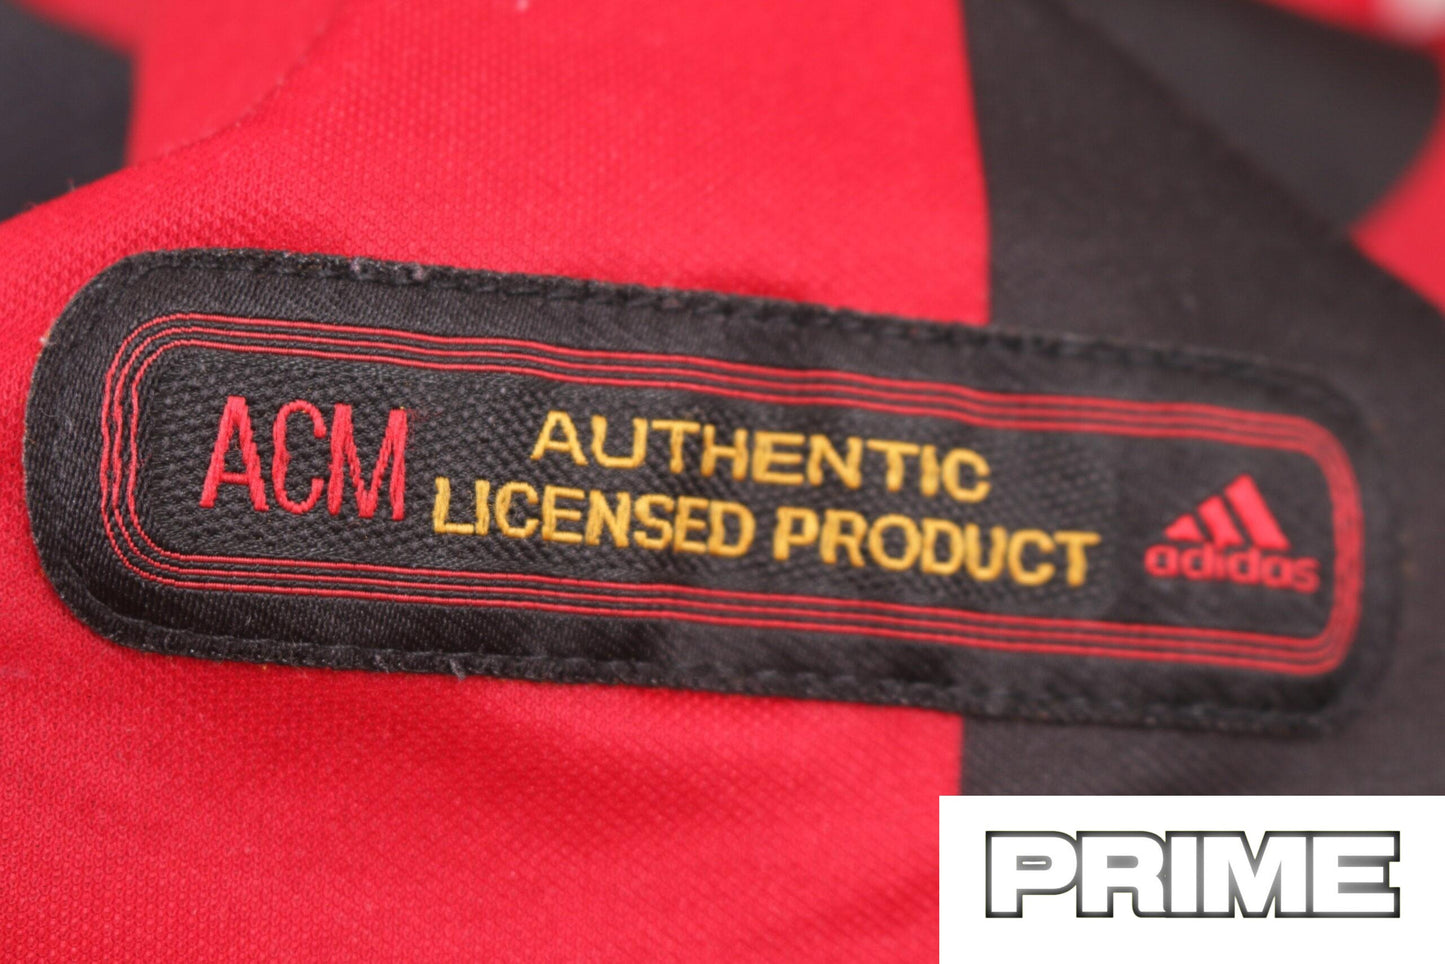 ACM
AUTHENTIC
LICENSED PRODUCT
adidas
PRIME